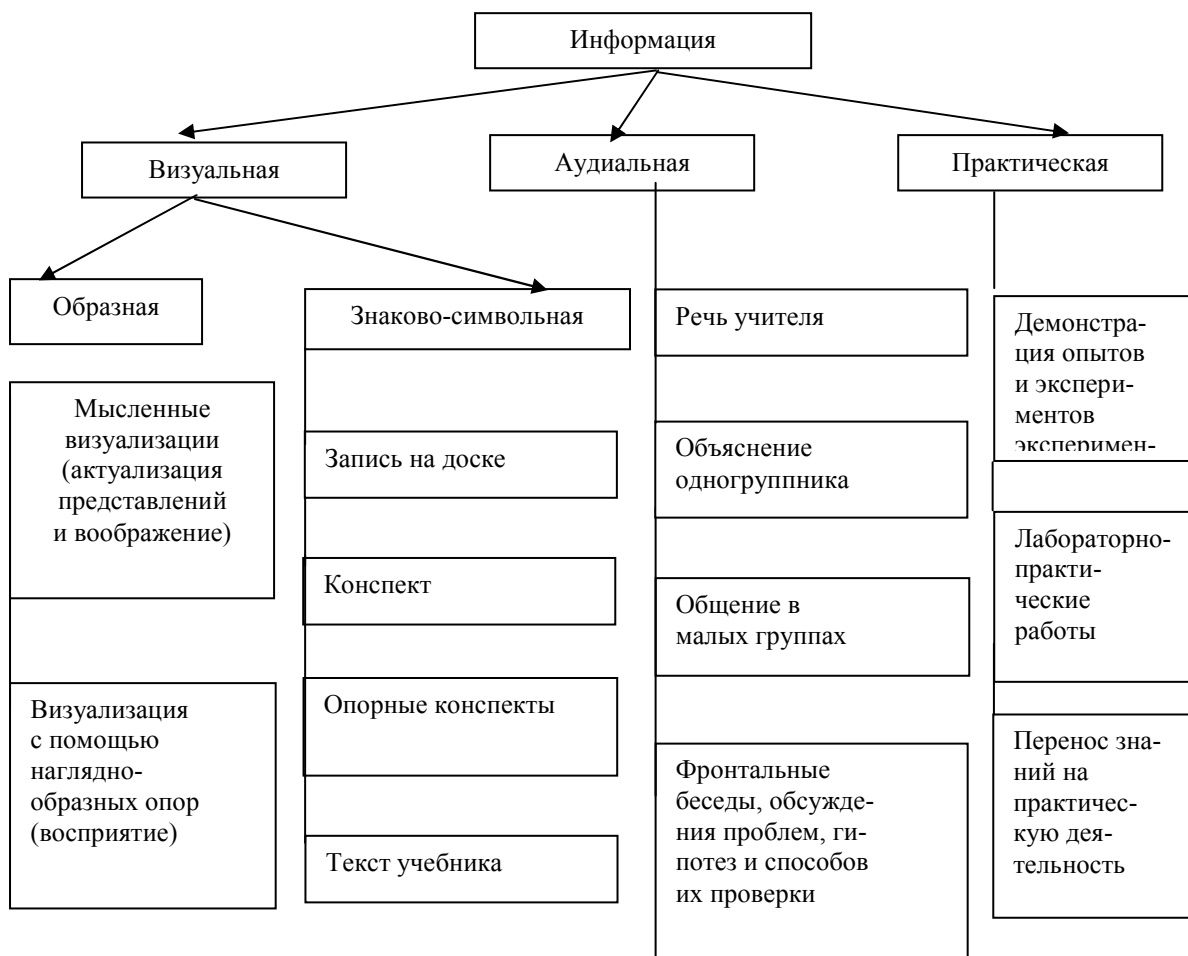 Информация
Визуальная
Аудиальная
Практическая
Образная
Знаково-символьная
Речь учителя
Демонстра-
ция опытов
и экспери-
ментов
эксперимен-
Мысленные
визуализации
(актуализация
представлений
и воображение)
Запись на доске
Объяснение
одногруппника
Лабораторно-
практи-
ческие
работы
Конспект
Общение в
малых группах
Визуализация
с помощью
наглядно-
образных опор
(восприятие)
Опорные конспекты
Фронтальные
беседы, обсужде-
ния проблем, ги-
потез и способов
их проверки
Перенос зна-
ний на
практичес-
кую дея-
тельность
Текст учебника